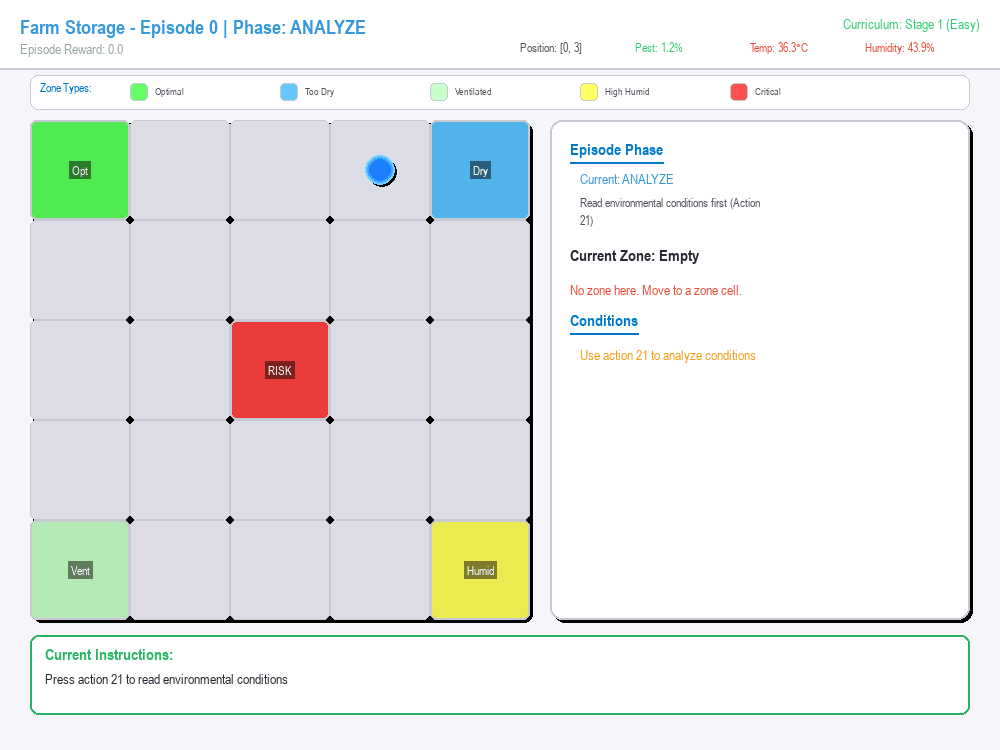 Farm Storage - Episode 0 | Phase: ANALYZE
Curriculum: Stage 1 (Easy)
Episode Reward: 0.0
Position: [0, 3]
Pest: 1.2%
Temp: 36.3°C
Humidity: 43.9%
Zone Types:
Optimal
Too Dry
Ventilated
High Humid
Critical
Opt
Dry
RISK
Vent
Humid
Episode Phase
Current: ANALYZE
Read environmental conditions first (Action
21)
Current Zone: Empty
No zone here. Move to a zone cell.
Conditions
Use action 21 to analyze conditions
Current Instructions:
Press action 21 to read environmental conditions